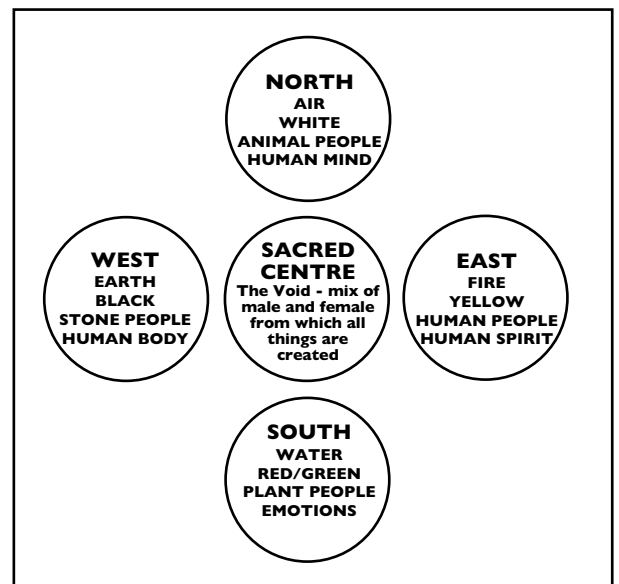 NORTH
AIR
WHITE
ANIMAL PEOPLE
HUMAN MIND
WEST
EARTH
BLACK
STONE PEOPLE
HUMAN BODY
SACRED
CENTRE
The Void - mix of
male and female
from which all
things are
created
EAST
FIRE
YELLOW
HUMAN PEOPLE
HUMAN SPIRIT
SOUTH
WATER
RED/GREEN
PLANT PEOPLE
EMOTIONS